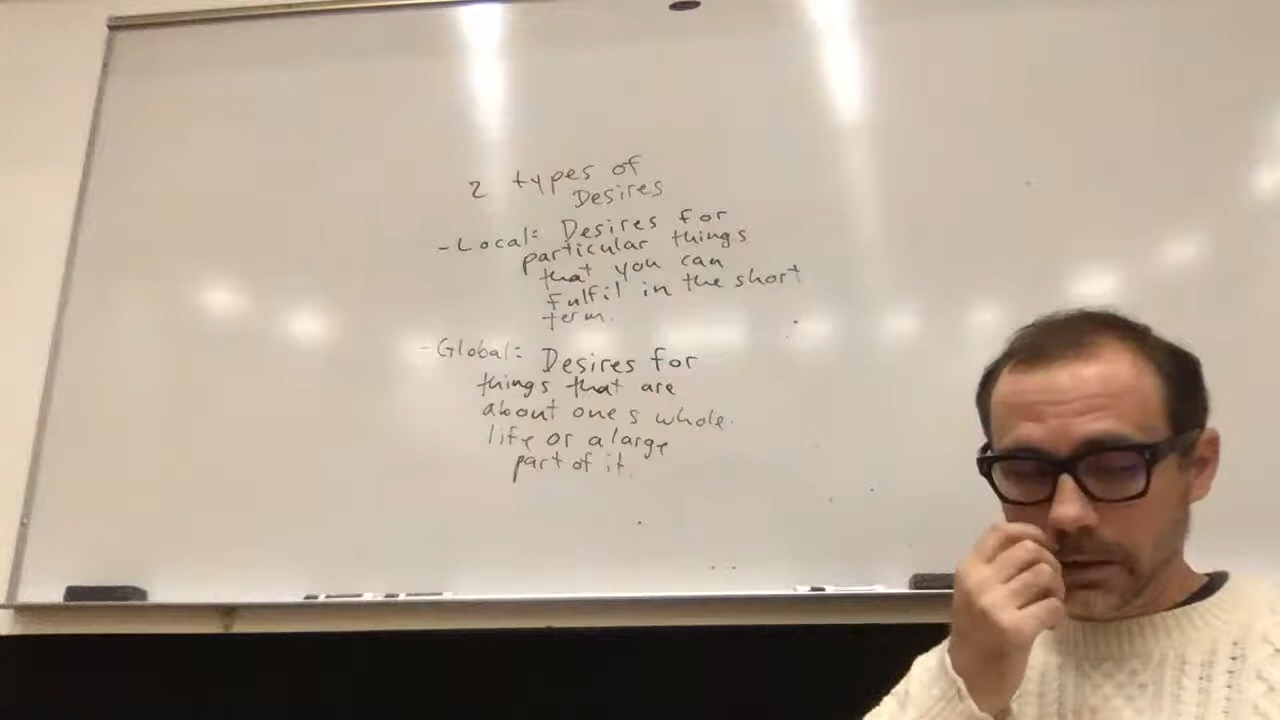 2 types of
Desires
- Local: Desires for
particular things
that you can
fulfil in the short
term.
- Global: Desires for
things that are
about one's whole
life or a large
part of it.